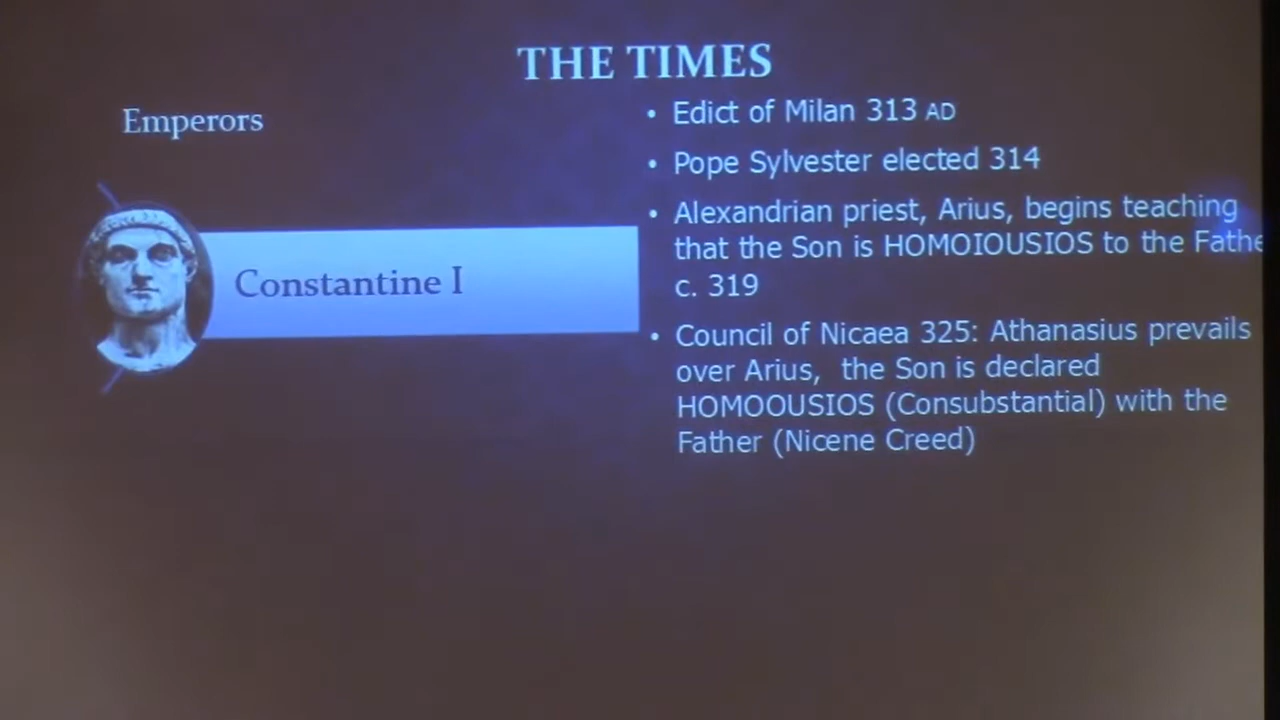 THE TIMES
Emperors
Constantine I
• Edict of Milan 313 AD
• Pope Sylvester elected 314
• Alexandrian priest, Arius, begins teaching
that the Son is HOMOIOUSIOS to the Fathe
c. 319
• Council of Nicaea 325: Athanasius prevails
over Arius, the Son is declared
HOMOOUSIOS (Consubstantial) with the
Father (Nicene Creed)